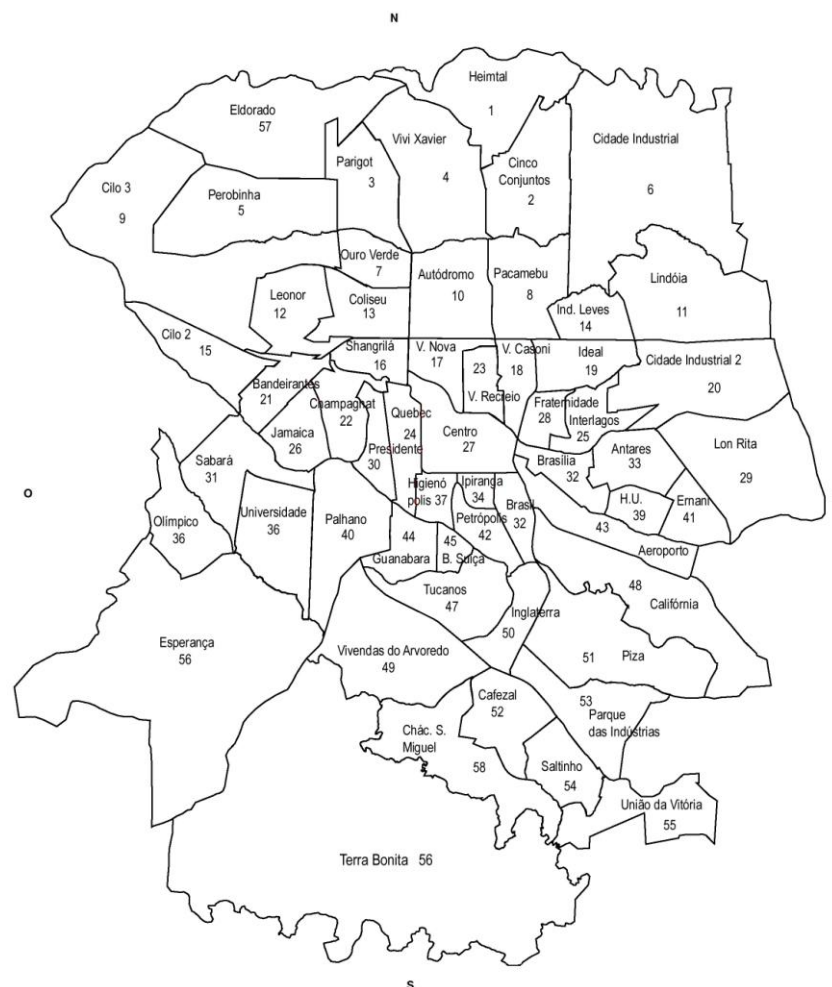 N
Heimtal
1
Eldorado
57
Vivi Xavier
4
Cidade Industrial
6
Parigot
3
Cinco
Conjuntos
2
Cilo 3
9
Perobinha
5
Ouro Verde
7
Autódromo
10
Pacamebu
8
Lindóia
11
Leonor
12
Coliseu
13
Ind. Leves
14
Cilo 2
15
Shangrilá
16
V. Nova
17
V. Casoni
18
Ideal
19
Cidade Industrial 2
20
23
V. Recreio
Bandeirantes
21
Champagnat
22
Quebec
24
Fraternidade
28
Interlagos
25
Jamaica
26
Centro
27
Presidente
30
Antares
33
Lon Rita
29
Sabará
31
Brasília
32
Higienó
polis 37
Ipiranga
34
Brasil
32
H.U.
39
Ernani
41
O
Olímpico
36
Universidade
36
Palhano
40
Petrópolis
42
43
Aeroporto
44
Guanabara
45
B. Suíça
Tucanos
47
48
Califórnia
Inglaterra
50
Esperança
56
Vivendas do Arvoredo
49
51
Piza
Cafezal
52
53
Parque
das Indústrias
Chác. S.
Miguel
58
Saltinho
54
União da Vitória
55
Terra Bonita 56
S